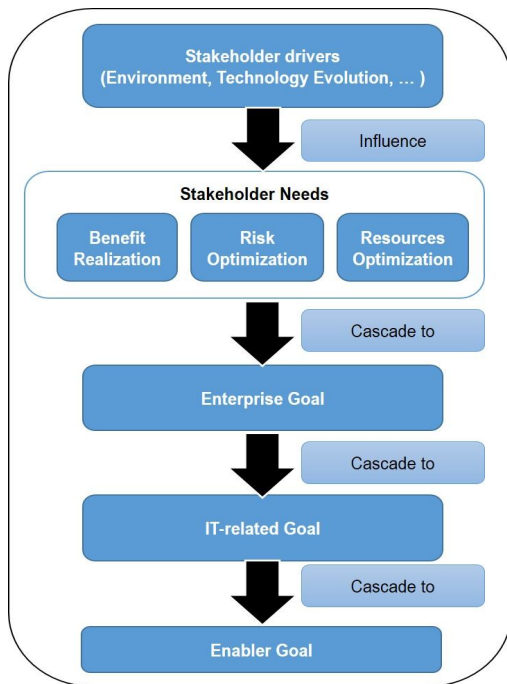 Stakeholder drivers
(Environment, Technology Evolution, … )
Influence
Stakeholder Needs
Benefit
Realization
Risk
Optimization
Resources
Optimization
Cascade to
Enterprise Goal
Cascade to
IT-related Goal
Cascade to
Enabler Goal